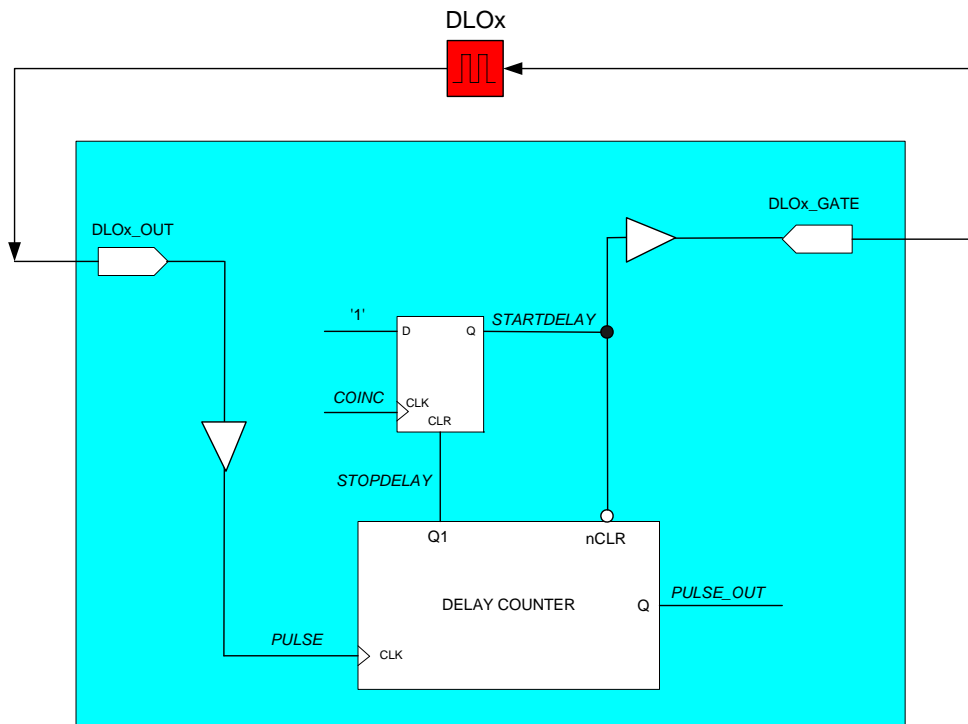 DLOx
DLOx_OUT
DLOx_GATE
'1'
D
Q
STARTDELAY
COINC
CLK
CLR
STOPDELAY
Q1
nCLR
DELAY COUNTER
Q
PULSE_OUT
PULSE
CLK